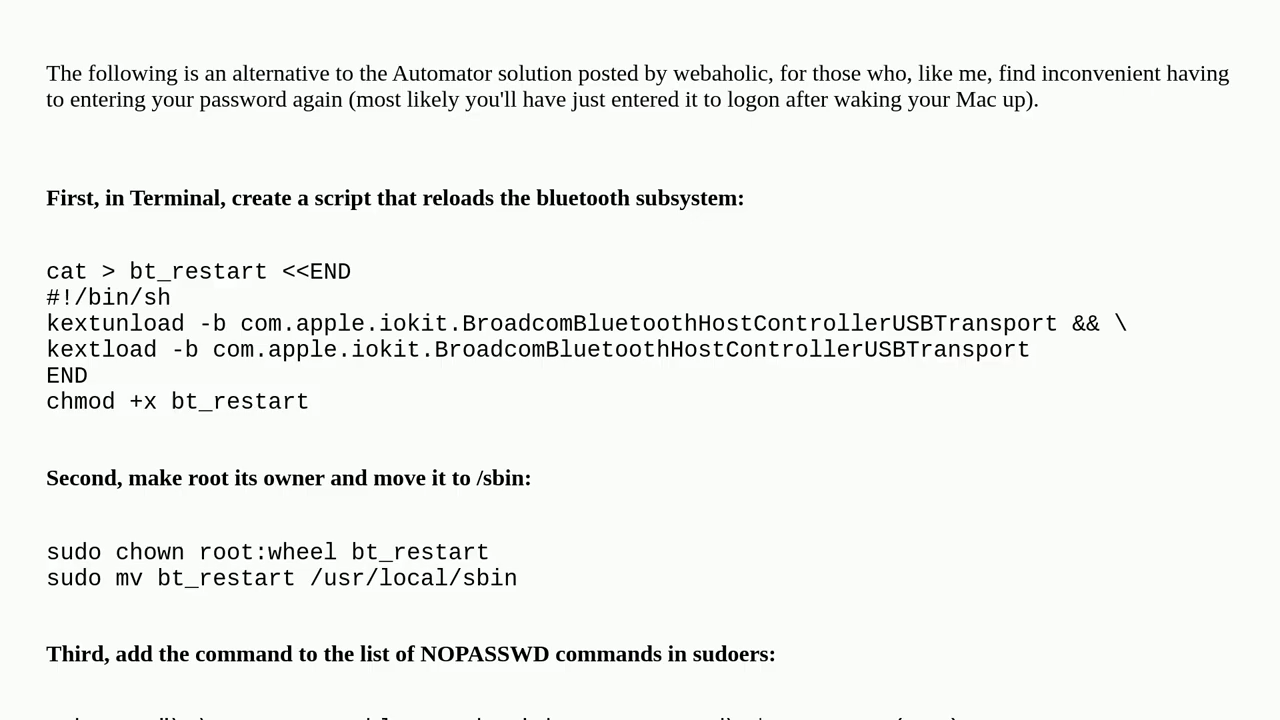 The following is an alternative to the Automator solution posted by webaholic, for those who, like me, find inconvenient having
to entering your password again (most likely you'll have just entered it to logon after waking your Mac up).
First, in Terminal, create a script that reloads the bluetooth subsystem:
cat > bt_restart <<END
#!/bin/sh
kextunload -b com.apple.iokit.BroadcomBluetoothHostControllerUSBTransport && \
kextload -b com.apple.iokit.BroadcomBluetoothHostControllerUSBTransport
END
chmod +x bt_restart
Second, make root its owner and move it to /sbin:
sudo chown root:wheel bt_restart
sudo mv bt_restart /usr/local/sbin
Third, add the command to the list of NOPASSWD commands in sudoers: